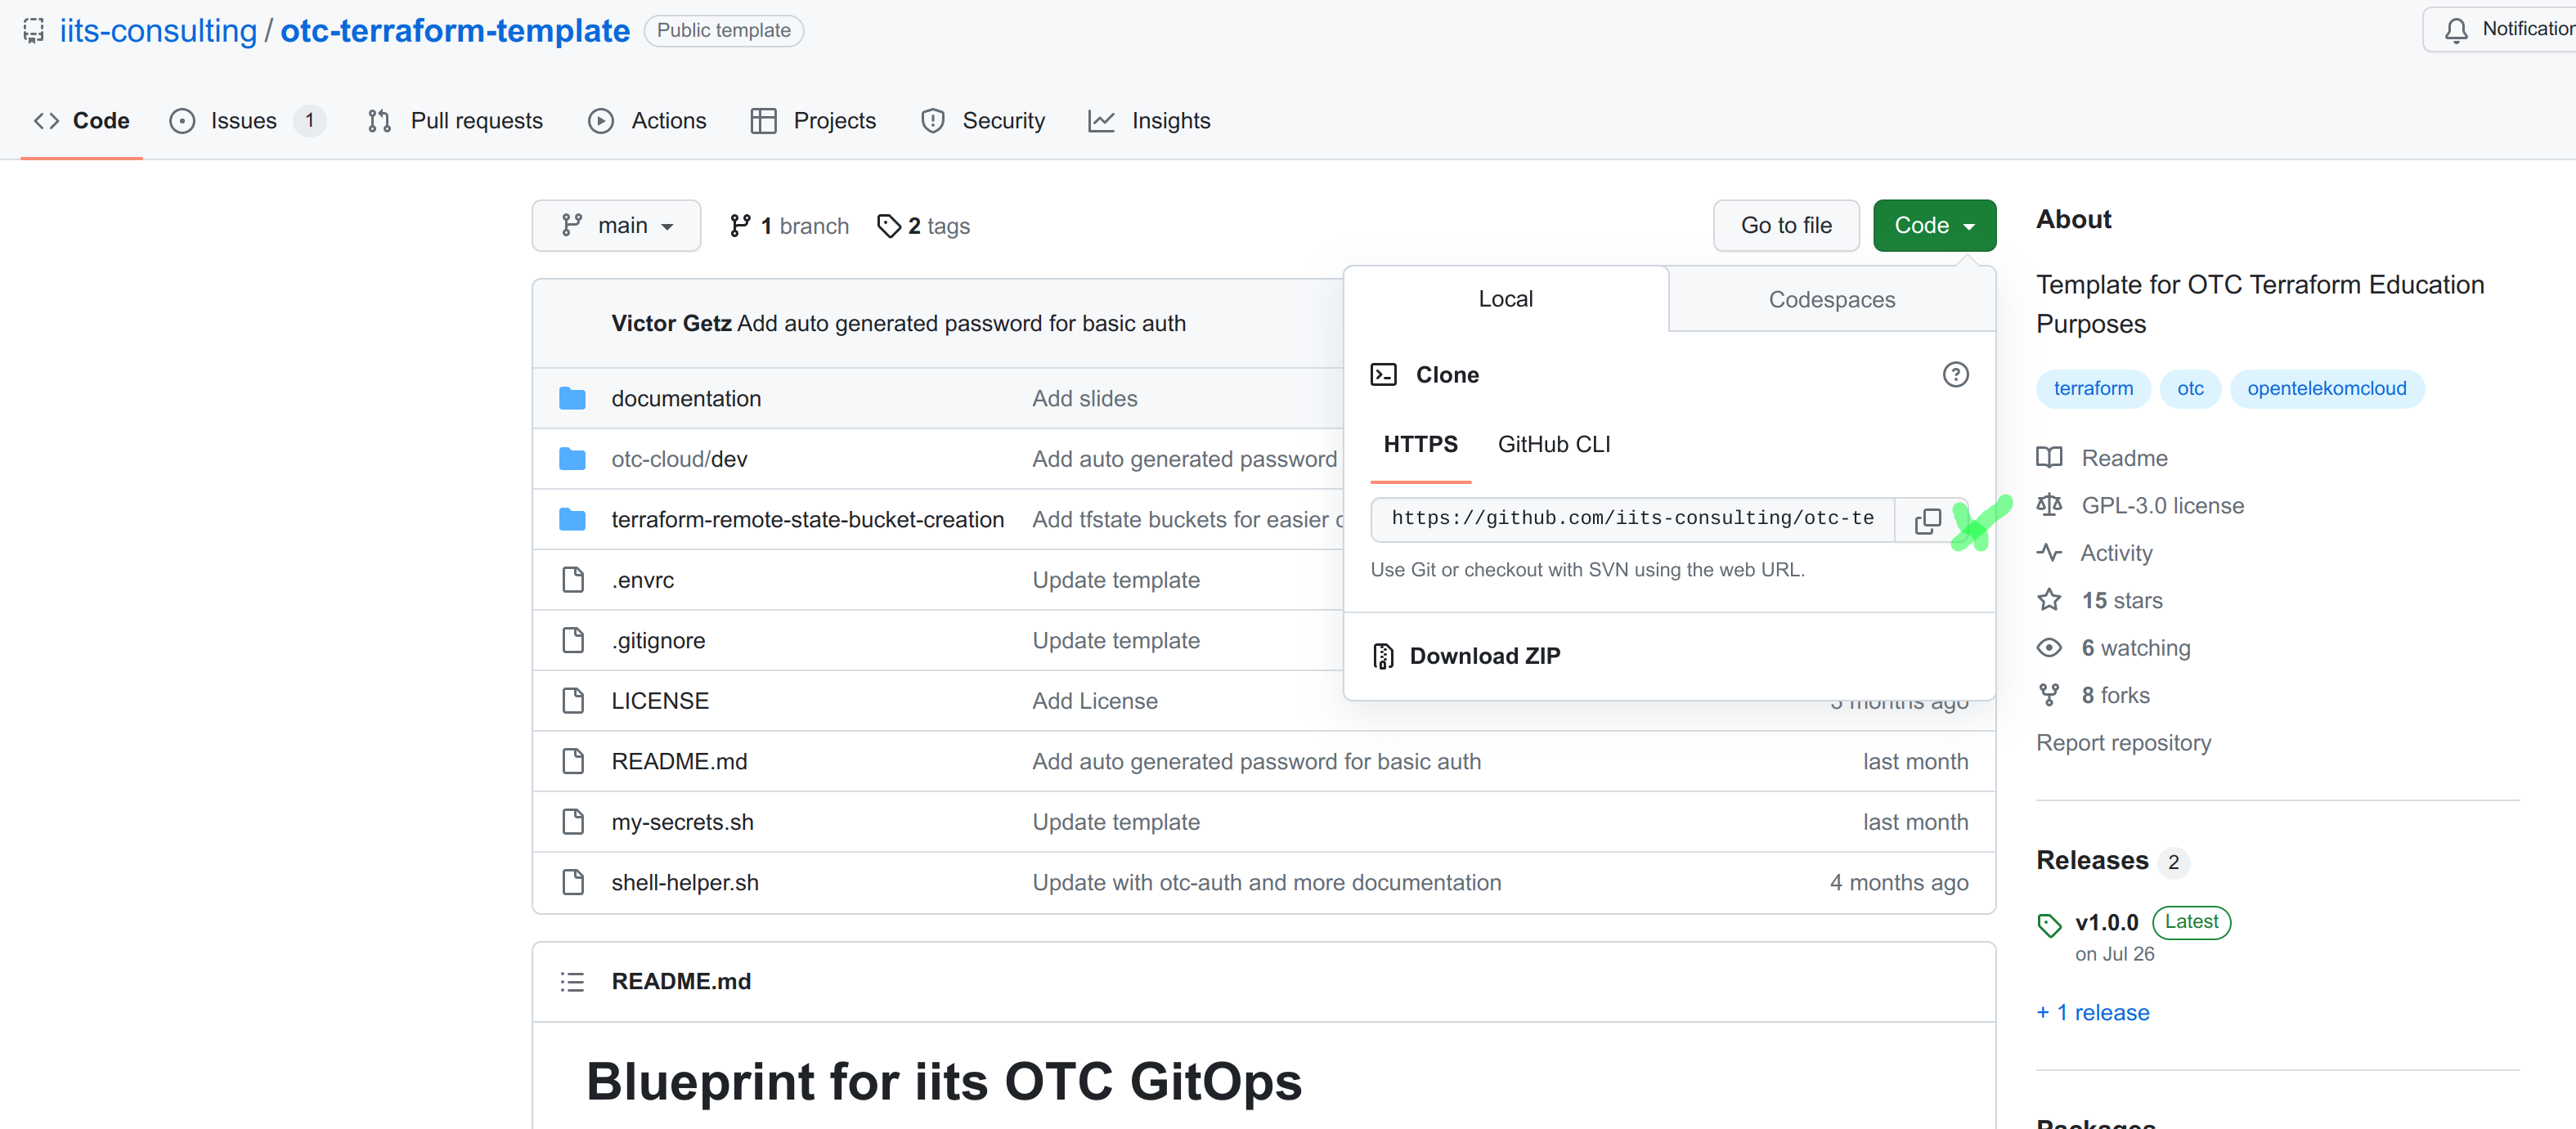 iits-consulting / otc-terraform-template Public template
Notification
Code Issues 1 Pull requests Actions Projects Security Insights
main 1 branch 2 tags Go to file Code
Victor Getz Add auto generated password for basic auth
documentation Add slides
otc-cloud/dev Add auto generated password
terraform-remote-state-bucket-creation Add tfstate buckets for easier
.envrc Update template
.gitignore Update template
LICENSE Add License months ago
README.md Add auto generated password for basic auth last month
my-secrets.sh Update template last month
shell-helper.sh Update with otc-auth and more documentation 4 months ago
Local Codespaces
Clone
HTTPS GitHub CLI
https://github.com/iits-consulting/otc-te
Use Git or checkout with SVN using the web URL.
Download ZIP
README.md
Blueprint for iits OTC GitOps
About
Template for OTC Terraform Education
Purposes
terraform otc opentelekomcloud
Readme
GPL-3.0 license
Activity
15 stars
6 watching
8 forks
Report repository
Releases 2
v1.0.0 Latest
on Jul 26
+ 1 release
Packages